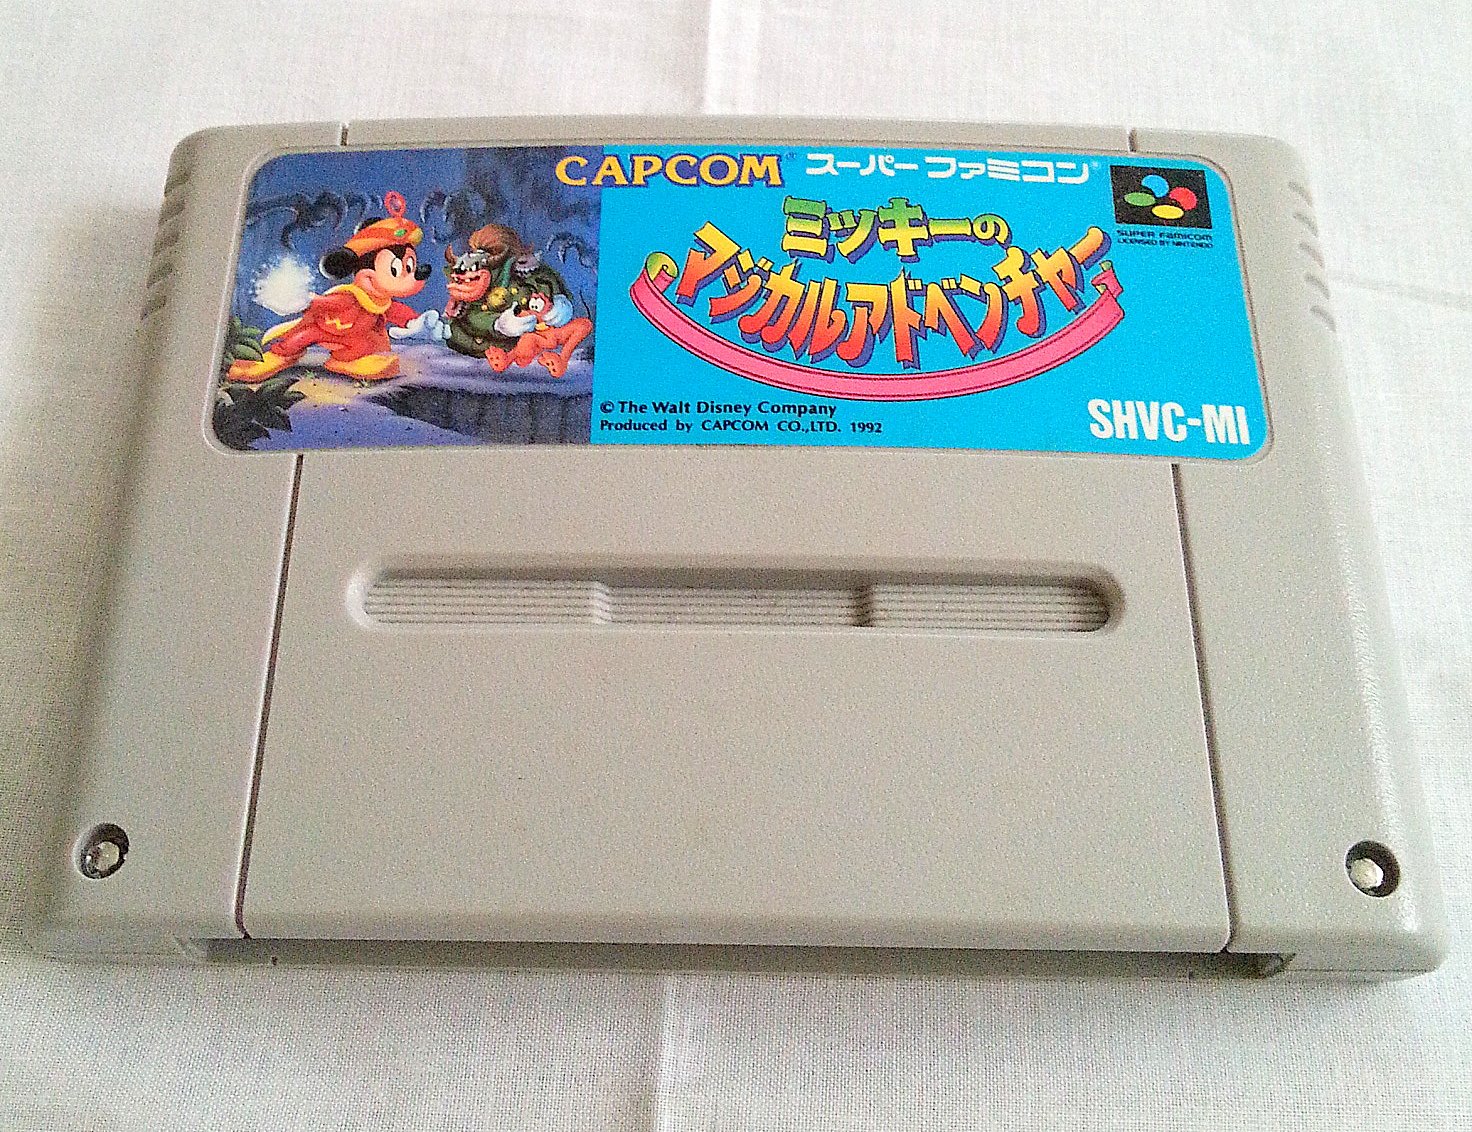 CAPCOM® スーパーファミコン®
ミッキーの
マジカルアドベンチャー
SUPER FAMICOM
LICENSED BY NINTENDO
© The Walt Disney Company
Produced by CAPCOM CO.,LTD. 1992
SHVC-MI